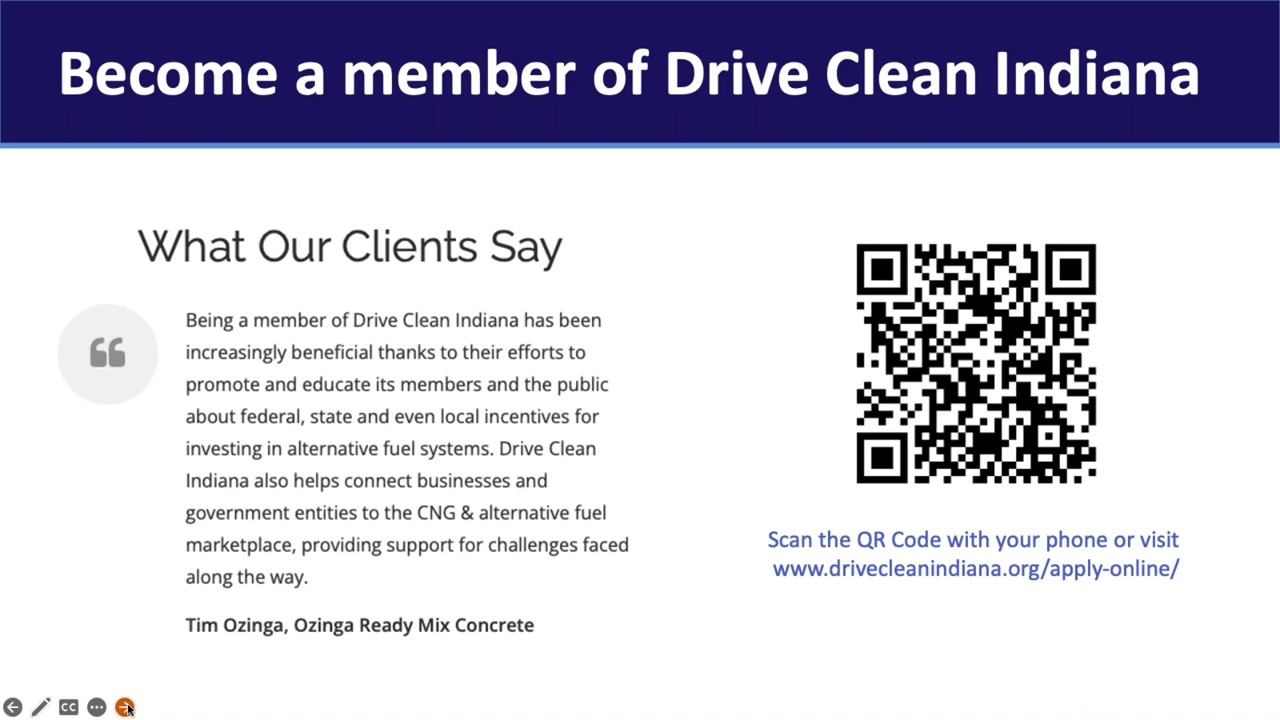 Become a member of Drive Clean Indiana
What Our Clients Say
Being a member of Drive Clean Indiana has been
increasingly beneficial thanks to their efforts to
promote and educate its members and the public
about federal, state and even local incentives for
investing in alternative fuel systems. Drive Clean
Indiana also helps connect businesses and
government entities to the CNG & alternative fuel
marketplace, providing support for challenges faced
along the way.
Tim Ozinga, Ozinga Ready Mix Concrete
Scan the QR Code with your phone or visit
www.drivecleanindiana.org/apply-online/
CC